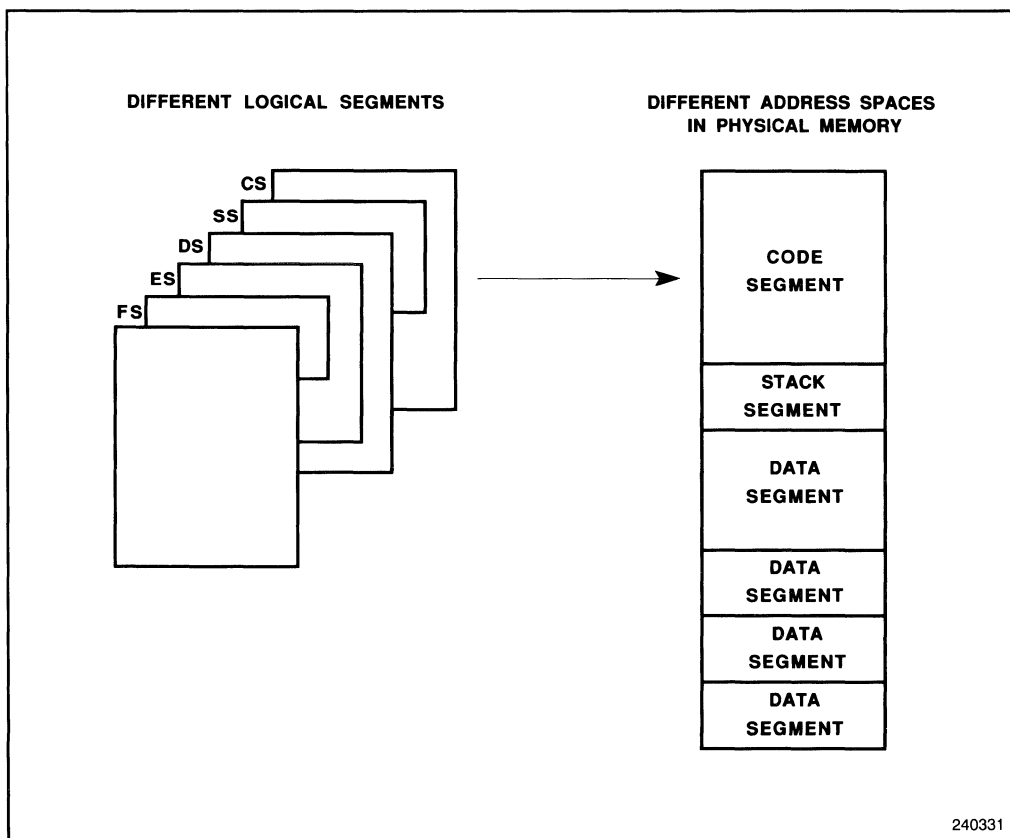 DIFFERENT LOGICAL SEGMENTS
DIFFERENT ADDRESS SPACES
IN PHYSICAL MEMORY
CS
SS
DS
ES
FS
CODE
SEGMENT
STACK
SEGMENT
DATA
SEGMENT
DATA
SEGMENT
DATA
SEGMENT
DATA
SEGMENT
240331